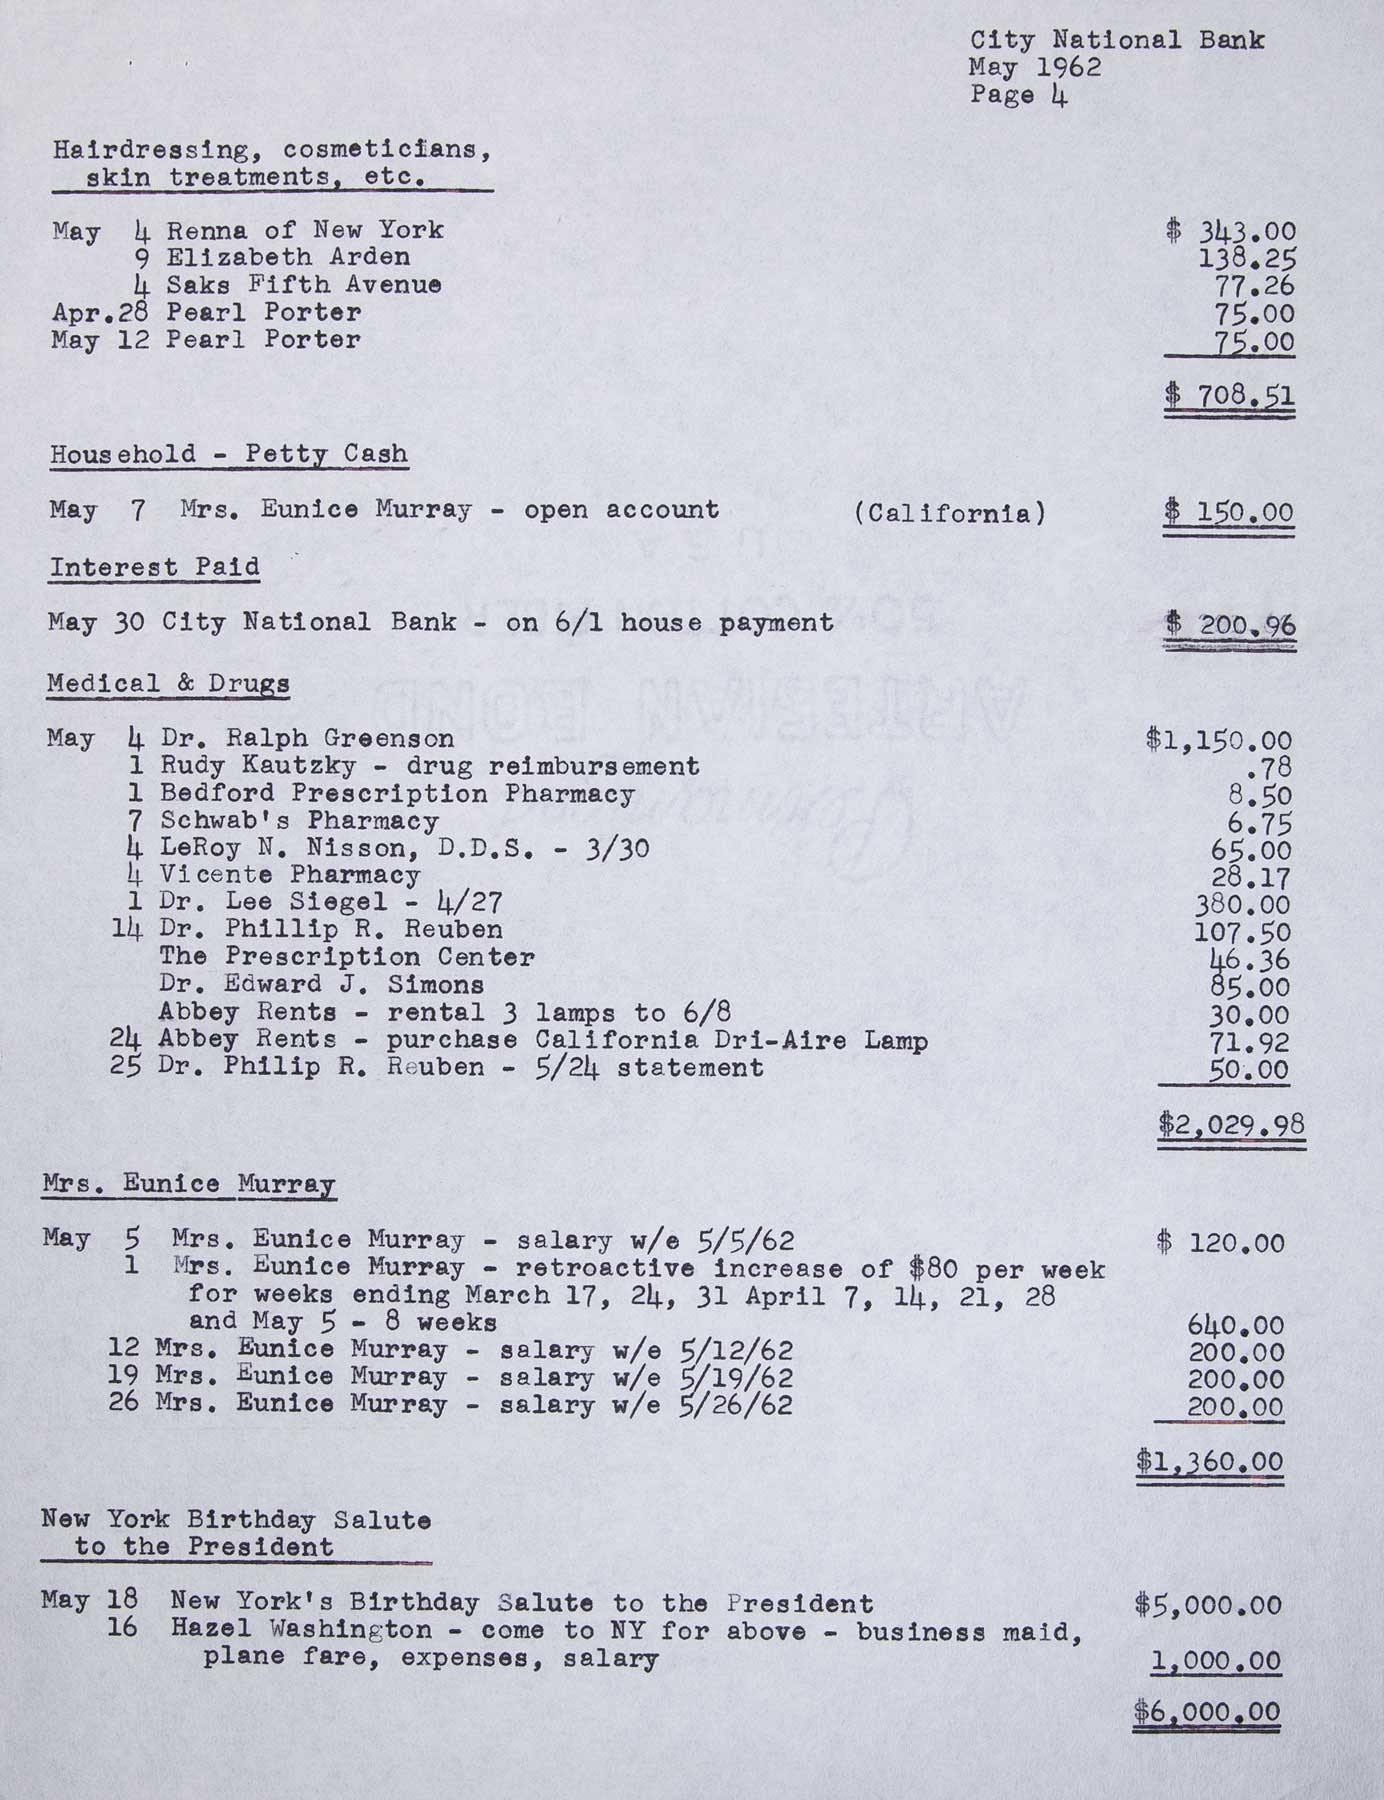 City National Bank
May 1962
Page 4
Hairdressing, cosmeticians,
skin treatments, etc.
May 4 Renna of New York $ 343.00
9 Elizabeth Arden 138.25
4 Saks Fifth Avenue 77.26
Apr.28 Pearl Porter 75.00
May 12 Pearl Porter 75.00
$ 708.51
Household - Petty Cash
May 7 Mrs. Eunice Murray - open account (California) $ 150.00
Interest Paid
May 30 City National Bank - on 6/1 house payment $ 200.96
Medical & Drugs
May 4 Dr. Ralph Greenson $1,150.00
1 Rudy Kautzky - drug reimbursement .78
1 Bedford Prescription Pharmacy 8.50
7 Schwab's Pharmacy 6.75
4 LeRoy N. Nisson, D.D.S. - 3/30 65.00
4 Vicente Pharmacy 28.17
1 Dr. Lee Siegel - 4/27 380.00
14 Dr. Phillip R. Reuben 107.50
The Prescription Center 46.36
Dr. Edward J. Simons 85.00
Abbey Rents - rental 3 lamps to 6/8 30.00
24 Abbey Rents - purchase California Dri-Aire Lamp 71.92
25 Dr. Philip R. Reuben - 5/24 statement 50.00
$2,029.98
Mrs. Eunice Murray
May 5 Mrs. Eunice Murray - salary w/e 5/5/62 $ 120.00
1 Mrs. Eunice Murray - retroactive increase of $80 per week
for weeks ending March 17, 24, 31 April 7, 14, 21, 28
and May 5 - 8 weeks 640.00
12 Mrs. Eunice Murray - salary w/e 5/12/62 200.00
19 Mrs. Eunice Murray - salary w/e 5/19/62 200.00
26 Mrs. Eunice Murray - salary w/e 5/26/62 200.00
$1,360.00
New York Birthday Salute
to the President
May 18 New York's Birthday Salute to the President $5,000.00
16 Hazel Washington - come to NY for above - business maid,
plane fare, expenses, salary 1,000.00
$6,000.00